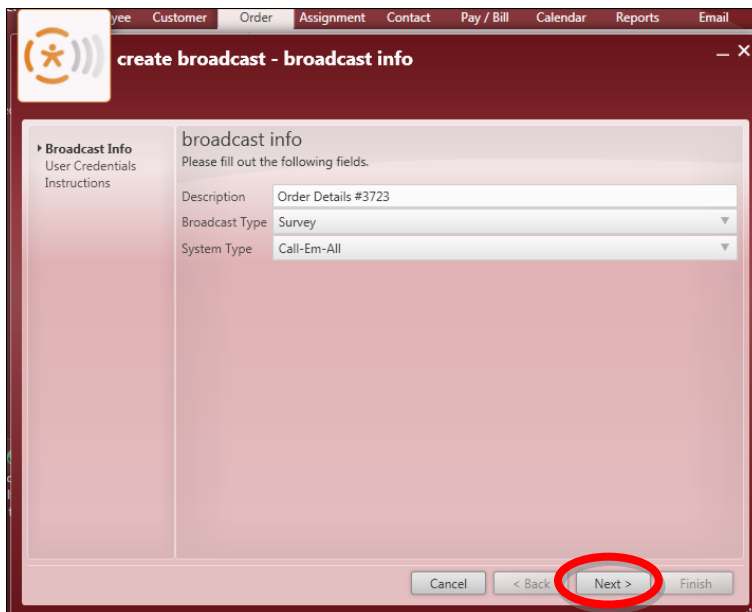 yee Customer Order Assignment Contact Pay / Bill Calendar Reports Email
create broadcast - broadcast info
Broadcast Info
User Credentials
Instructions
broadcast info
Please fill out the following fields.
Description Order Details #3723
Broadcast Type Survey
System Type Call-Em-All
Cancel < Back Next > Finish